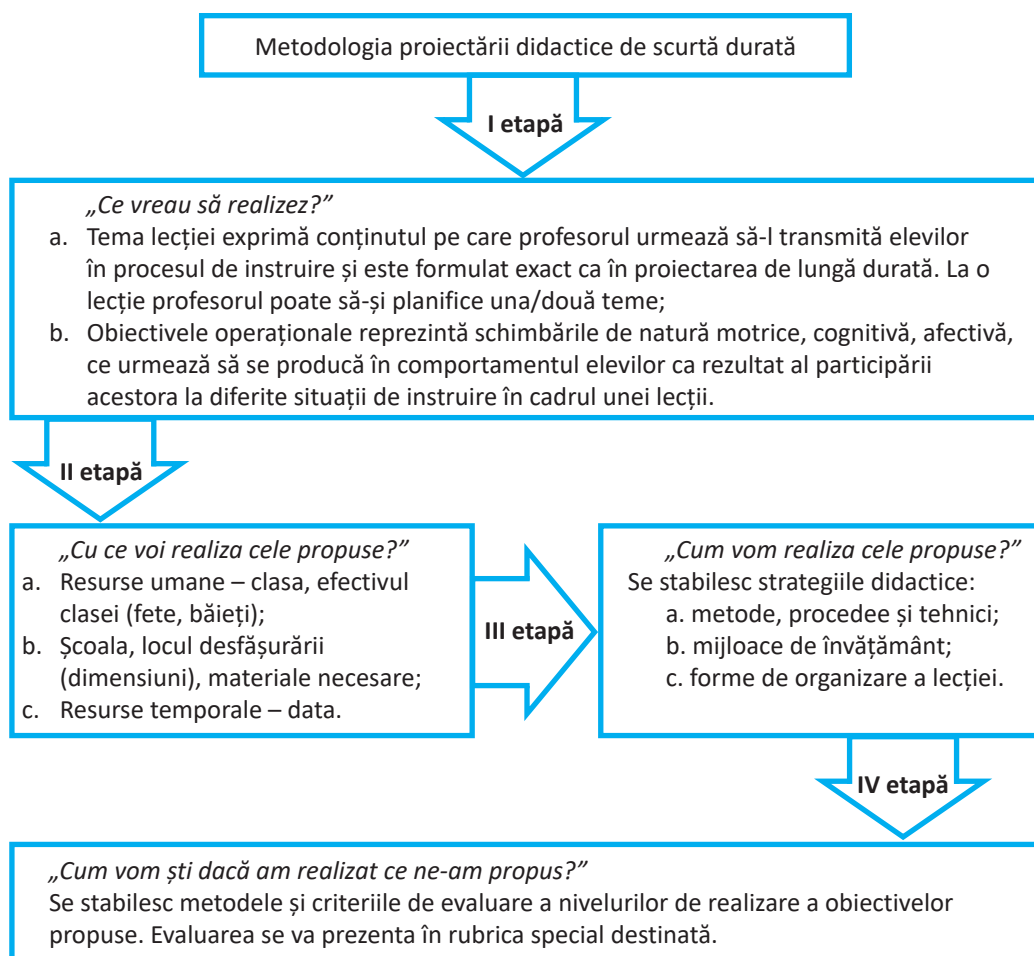 Metodologia proiectării didactice de scurtă durată
I etapă
„Ce vreau să realizez?”
a. Tema lecției exprimă conținutul pe care profesorul urmează să-l transmită elevilor
în procesul de instruire și este formulat exact ca în proiectarea de lungă durată. La o
lecție profesorul poate să-și planifice una/două teme;
b. Obiectivele operaționale reprezintă schimbările de natură motrice, cognitivă, afectivă,
ce urmează să se producă în comportamentul elevilor ca rezultat al participării
acestora la diferite situații de instruire în cadrul unei lecții.
II etapă
„Cu ce voi realiza cele propuse?”
a. Resurse umane – clasa, efectivul
clasei (fete, băieți);
b. Școala, locul desfășurării
(dimensiuni), materiale necesare;
c. Resurse temporale – data.
III etapă
„Cum vom realiza cele propuse?”
Se stabilesc strategiile didactice:
a. metode, procedee și tehnici;
b. mijloace de învățământ;
c. forme de organizare a lecției.
IV etapă
„Cum vom ști dacă am realizat ce ne-am propus?”
Se stabilesc metodele și criteriile de evaluare a nivelurilor de realizare a obiectivelor
propuse. Evaluarea se va prezenta în rubrica special destinată.